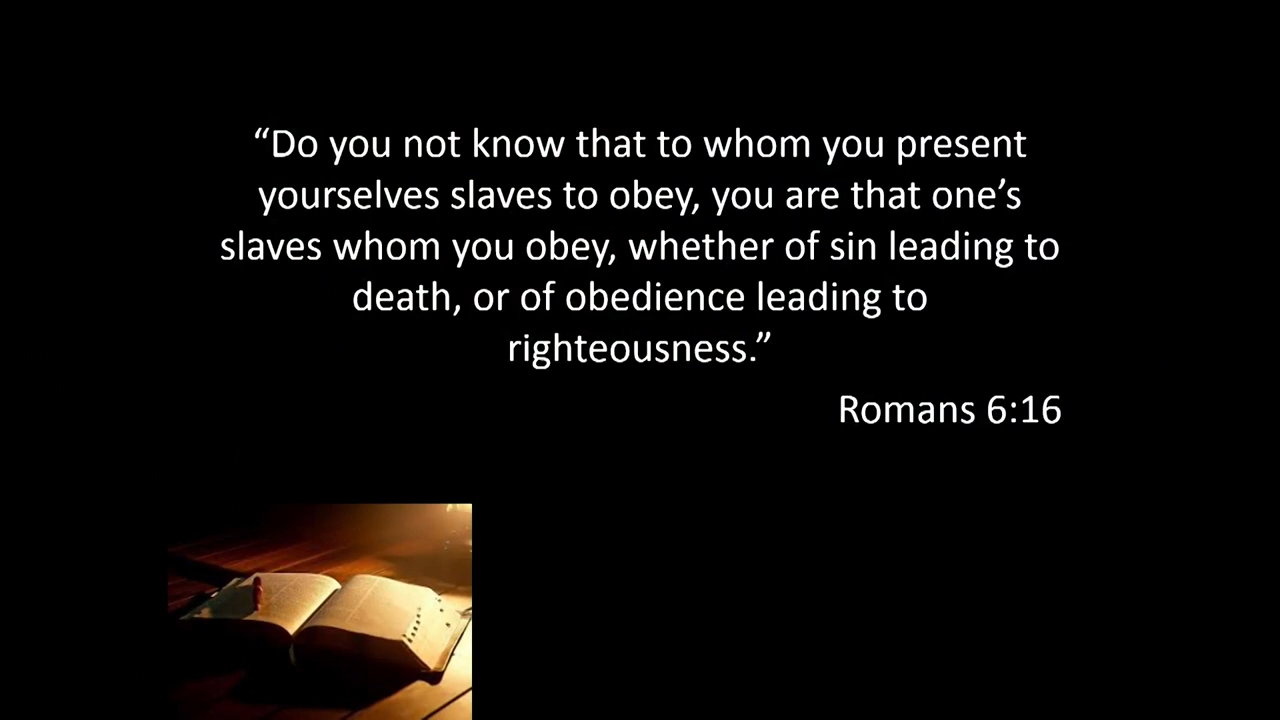 “Do you not know that to whom you present
yourselves slaves to obey, you are that one’s
slaves whom you obey, whether of sin leading to
death, or of obedience leading to
righteousness.”
Romans 6:16